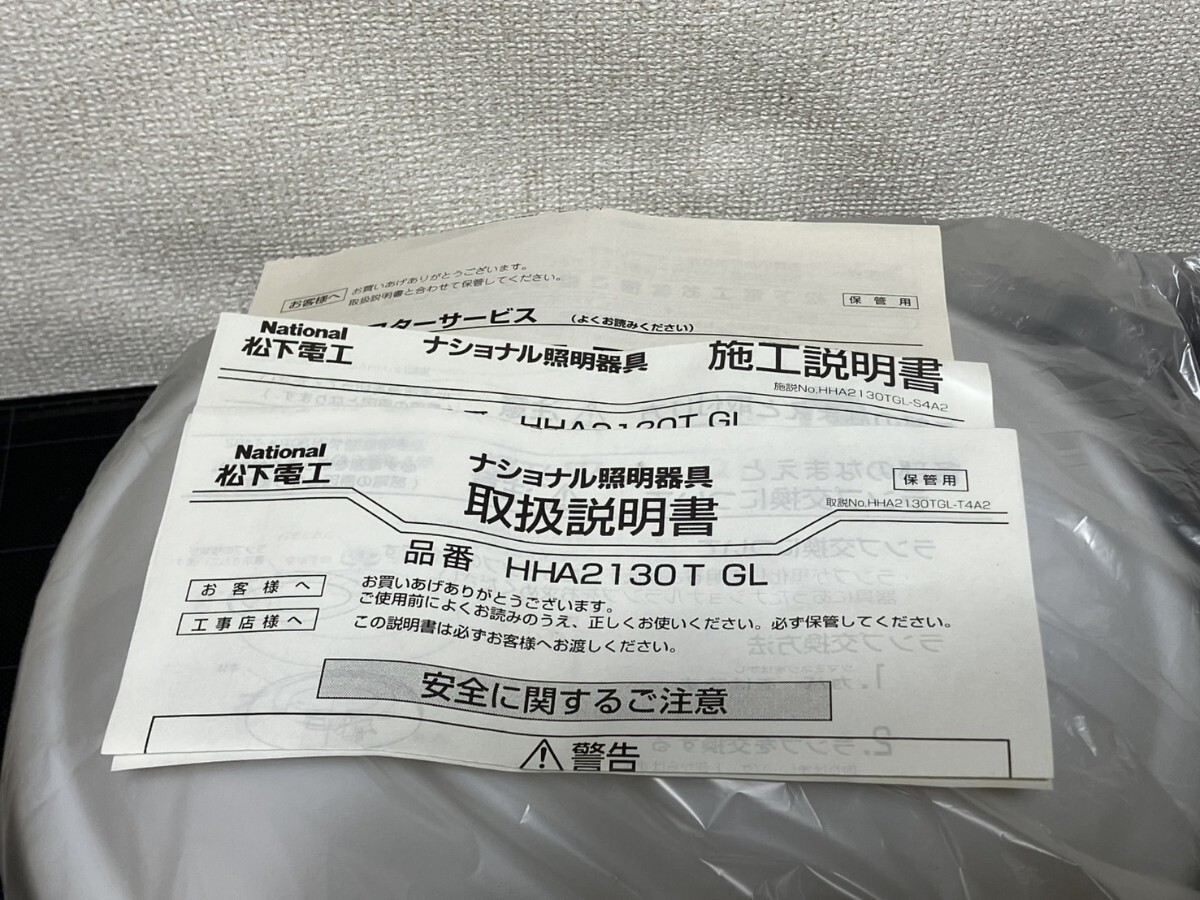 お買いあげありがとうございます。
お客様へ 取扱説明書と合わせて保管してください。
保管用
スターサービス (よくお読みください)
National
松下電工
ナショナル照明器具
施工説明書
施説No.HHA2130TGL-S4A2
HHA2130T GL
National
松下電工
ナショナル照明器具
取扱説明書
保管用
取説No.HHA2130TGL-T4A2
品番 HHA2130T GL
お客様へ
工事店様へ
お買いあげありがとうございます。
ご使用前によくお読みのうえ、正しくお使いください。必ず保管してください。
この説明書は必ずお客様へお渡しください。
安全に関するご注意
警告